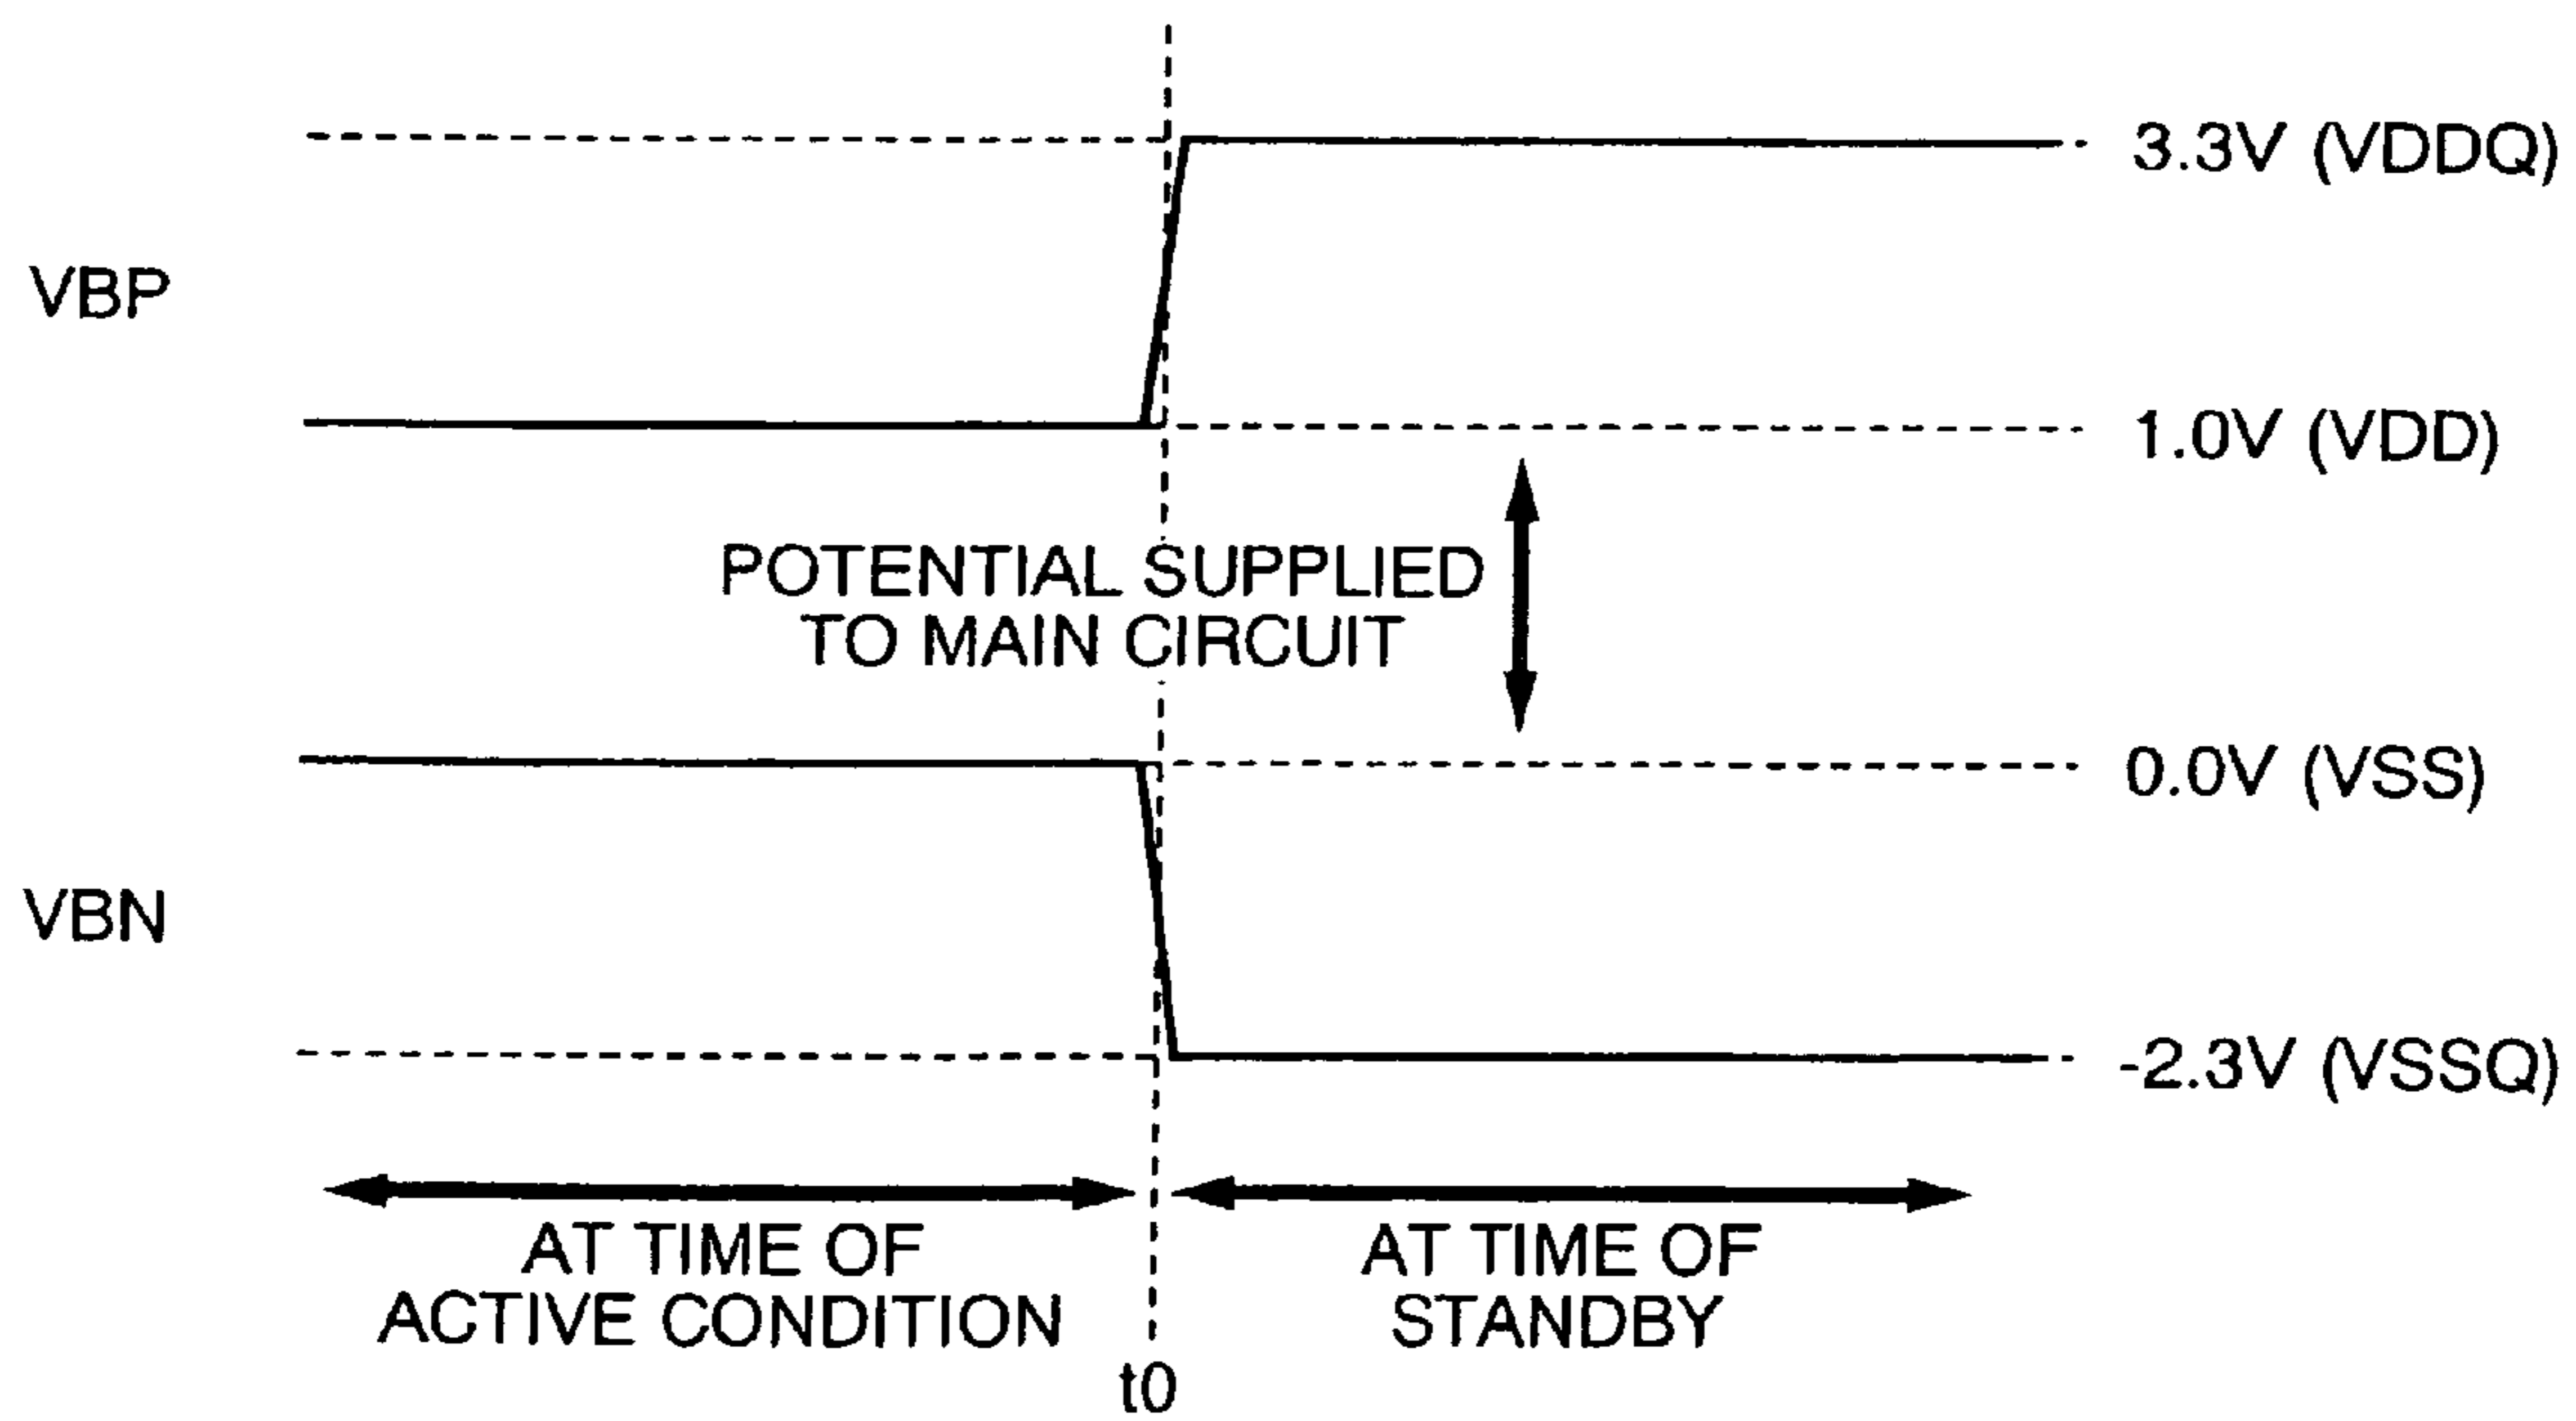 3.3V (VDDQ)
VBP
1.0V (VDD)
POTENTIAL SUPPLIED
TO MAIN CIRCUIT
0.0V (VSS)
VBN
-2.3V (VSSQ)
AT TIME OF
ACTIVE CONDITION
AT TIME OF
STANDBY
t0